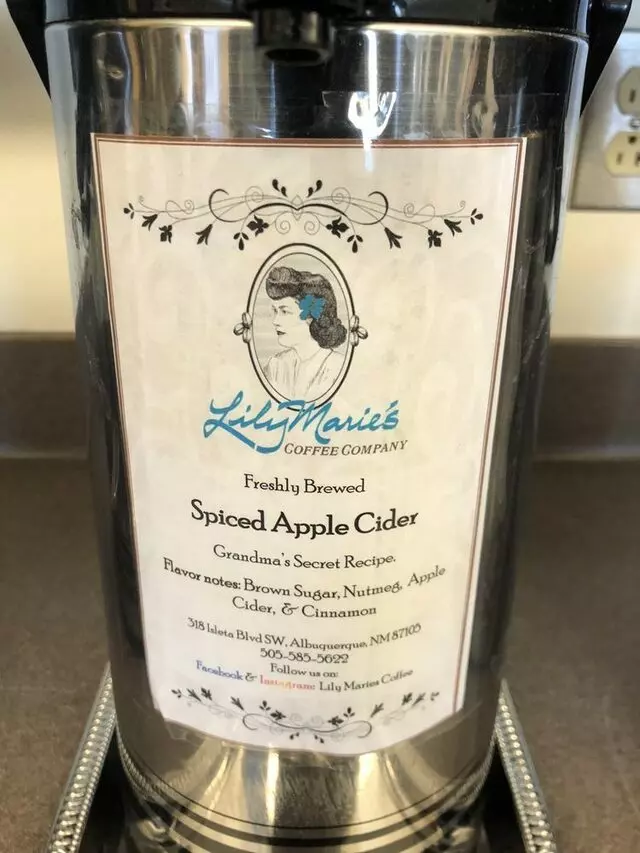 Lily Marie's
COFFEE COMPANY
Freshly Brewed
Spiced Apple Cider
Grandma's Secret Recipe.
Flavor notes: Brown Sugar, Nutmeg, Apple
Cider, & Cinnamon
318 Isleta Blvd SW, Albuquerque, NM 87105
505-585-5622
Follow us on:
Facebook & Instagram: Lily Maries Coffee